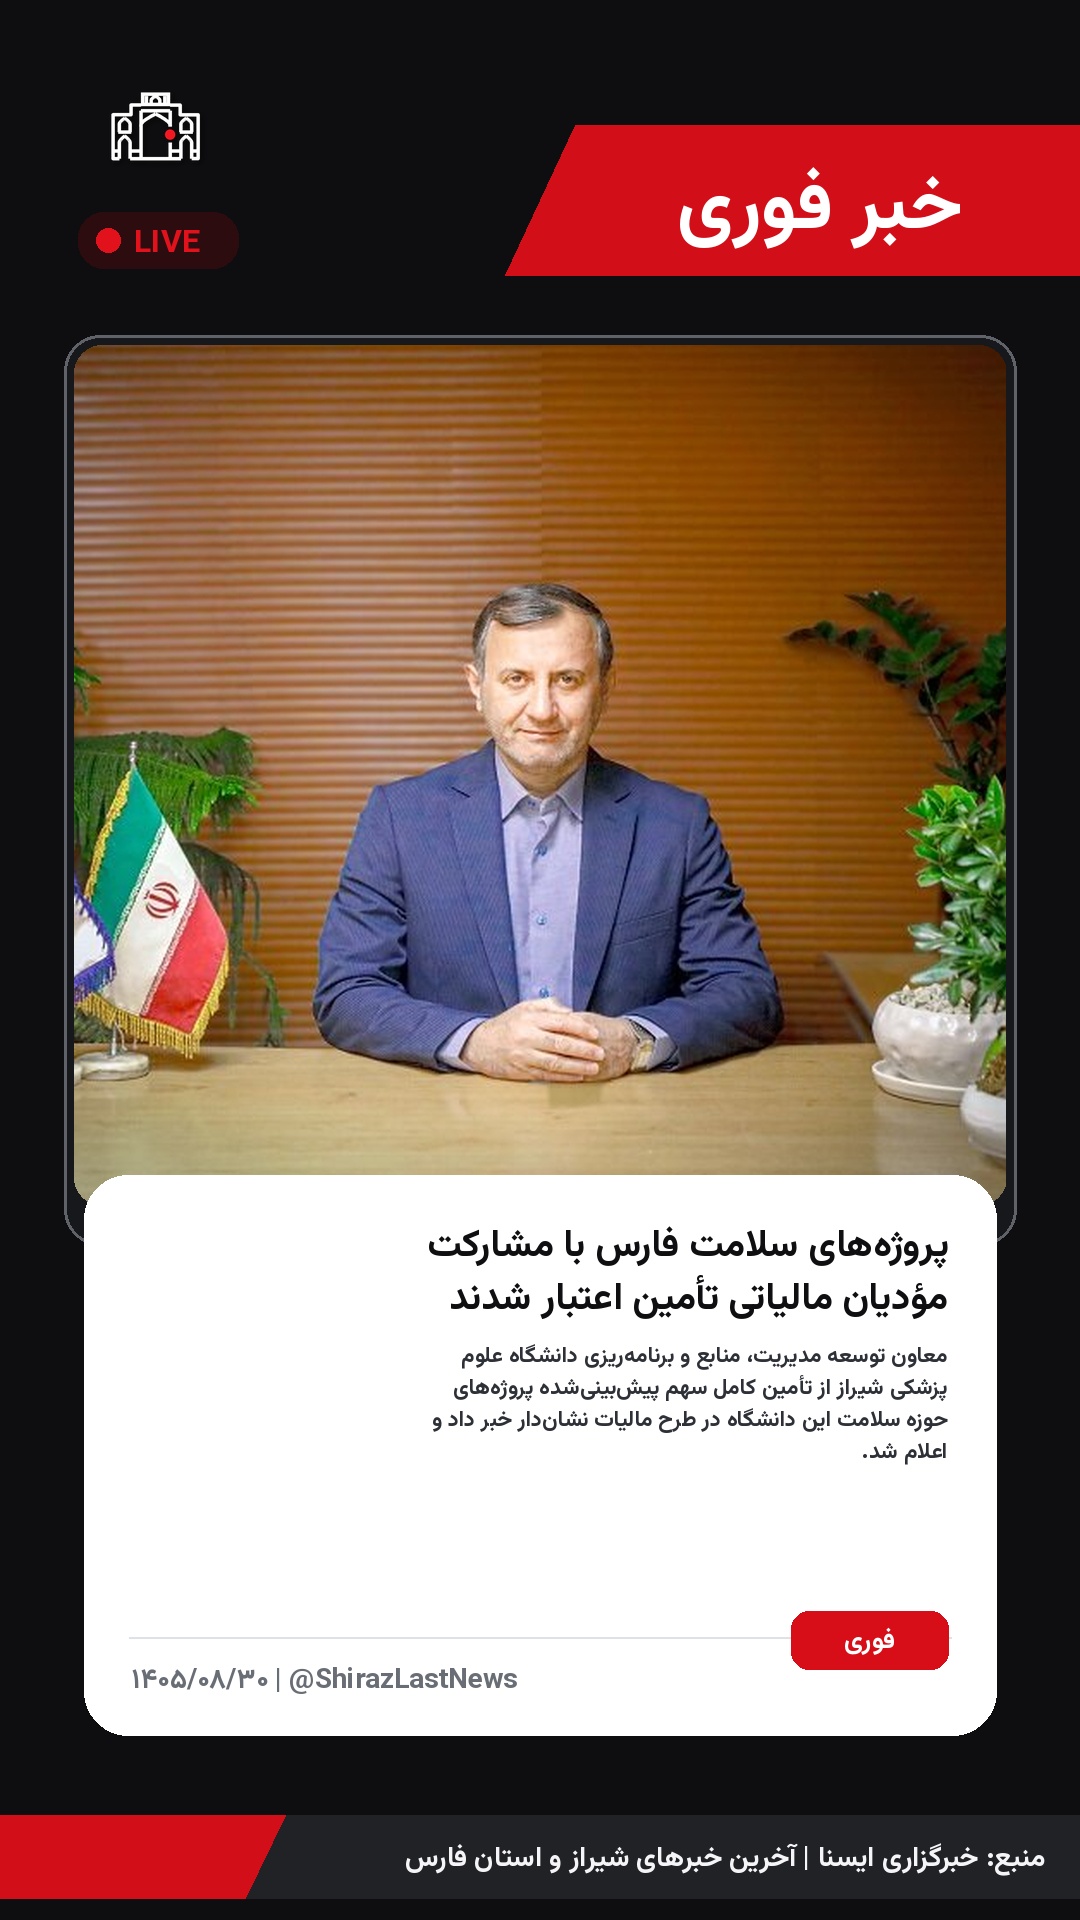 LIVE
خبر فوری
پروژه‌های سلامت فارس با مشارکت
مؤدیان مالیاتی تأمین اعتبار شدند
معاون توسعه مدیریت، منابع و برنامه‌ریزی دانشگاه علوم
پزشکی شیراز از تأمین کامل سهم پیش‌بینی‌شده پروژه‌های
حوزه سلامت این دانشگاه در طرح مالیات نشان‌دار خبر داد و
اعلام شد.
فوری
۱۴۰۵/۰۸/۳۰ | @ShirazLastNews
منبع: خبرگزاری ایسنا | آخرین خبرهای شیراز و استان فارس